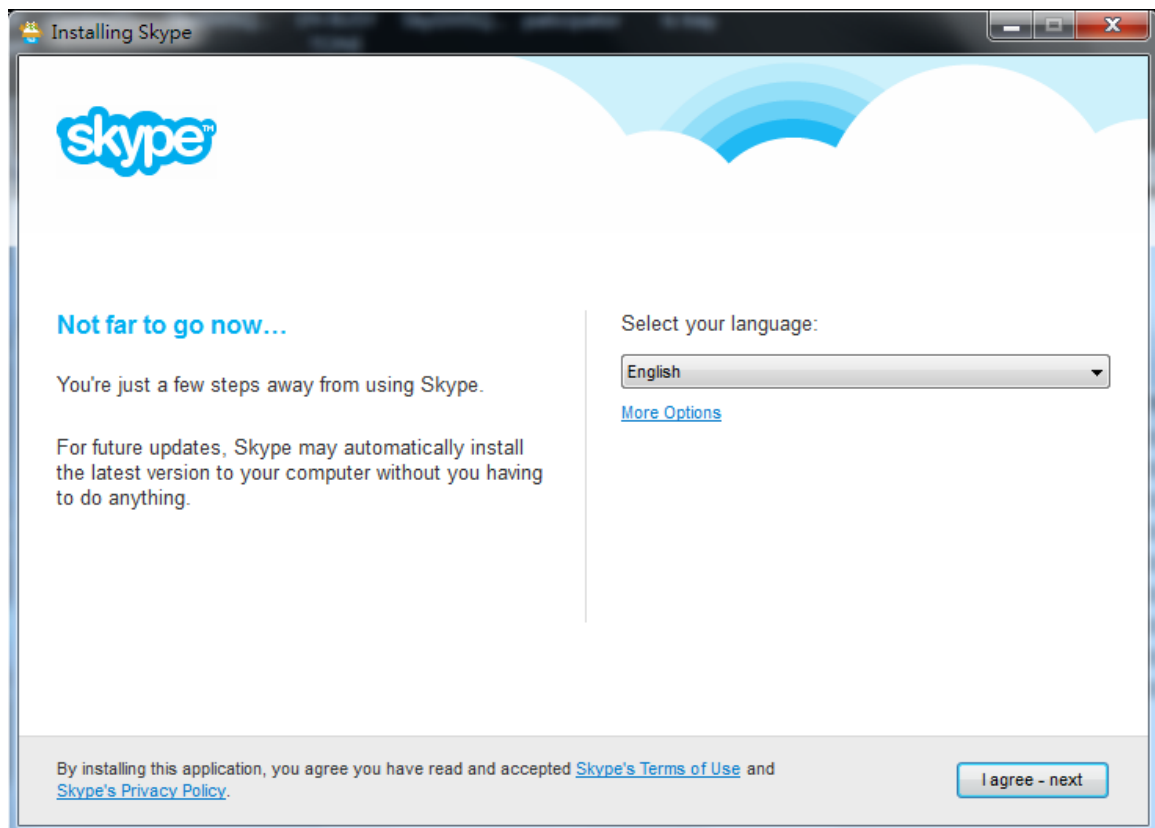 Installing Skype
skype™
Not far to go now...
You're just a few steps away from using Skype.
For future updates, Skype may automatically install
the latest version to your computer without you having
to do anything.
Select your language:
English
More Options
By installing this application, you agree you have read and accepted Skype's Terms of Use and
Skype's Privacy Policy.
I agree - next